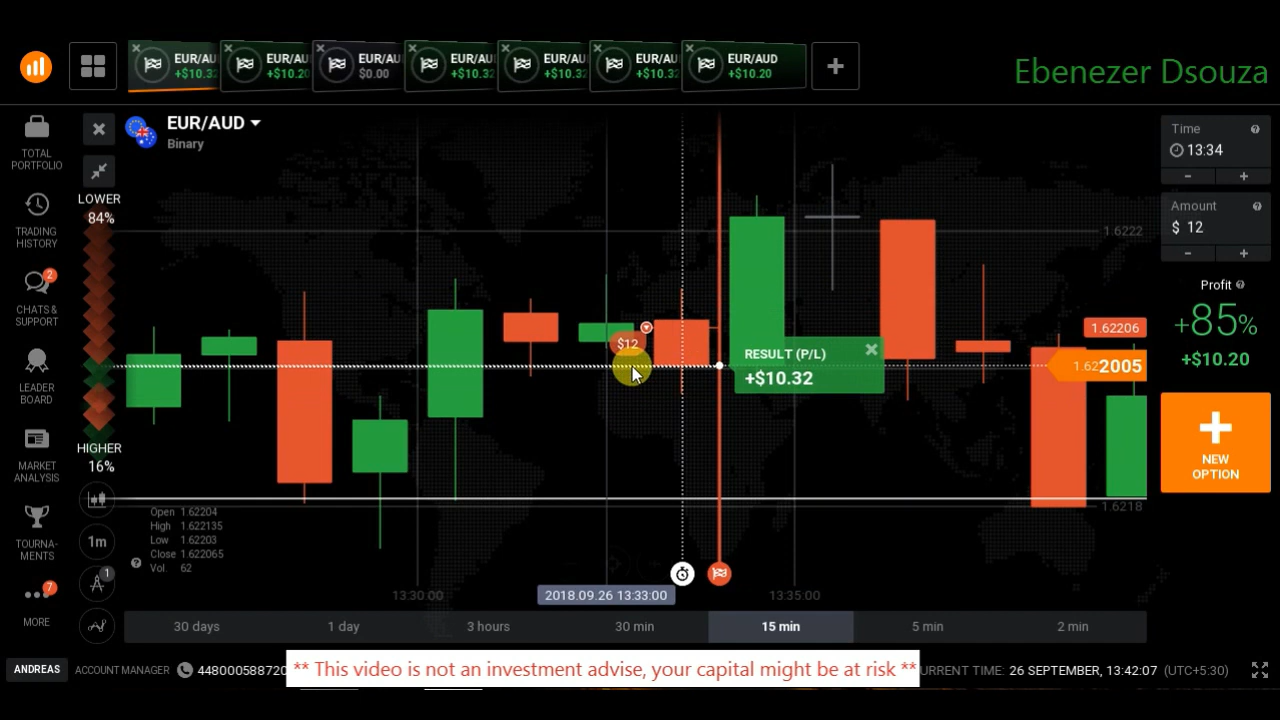 EUR/AU
+$10.32
EUR/AU
+$10.20
EUR/AU
$0.00
EUR/AU
+$10.32
EUR/AU
+$10.32
EUR/AU
+$10.32
EUR/AUD
+$10.20
Ebenezer Dsouza
TOTAL
PORTFOLIO
TRADING
HISTORY
2
CHATS &
SUPPORT
LEADER
BOARD
MARKET
ANALYSIS
TOURNA-
MENTS
7
MORE
LOWER
84%
HIGHER
16%
1m
1
EUR/AUD
Binary
$12
RESULT (P/L)
+$10.32
1.6222
1.62206
1.622005
1.6218
Open 1.62204
High 1.622135
Low 1.62203
Close 1.622065
Vol. 62
13:30:00
2018.09.26 13:33:00
13:35:00
30 days
1 day
3 hours
30 min
15 min
5 min
2 min
Time
13:34
- +
Amount
$ 12
- +
Profit
+85%
+$10.20
NEW
OPTION
ANDREAS ACCOUNT MANAGER 448000588720
** This video is not an investment advise, your capital might be at risk **
URRENT TIME: 26 SEPTEMBER, 13:42:07 (UTC+5:30)